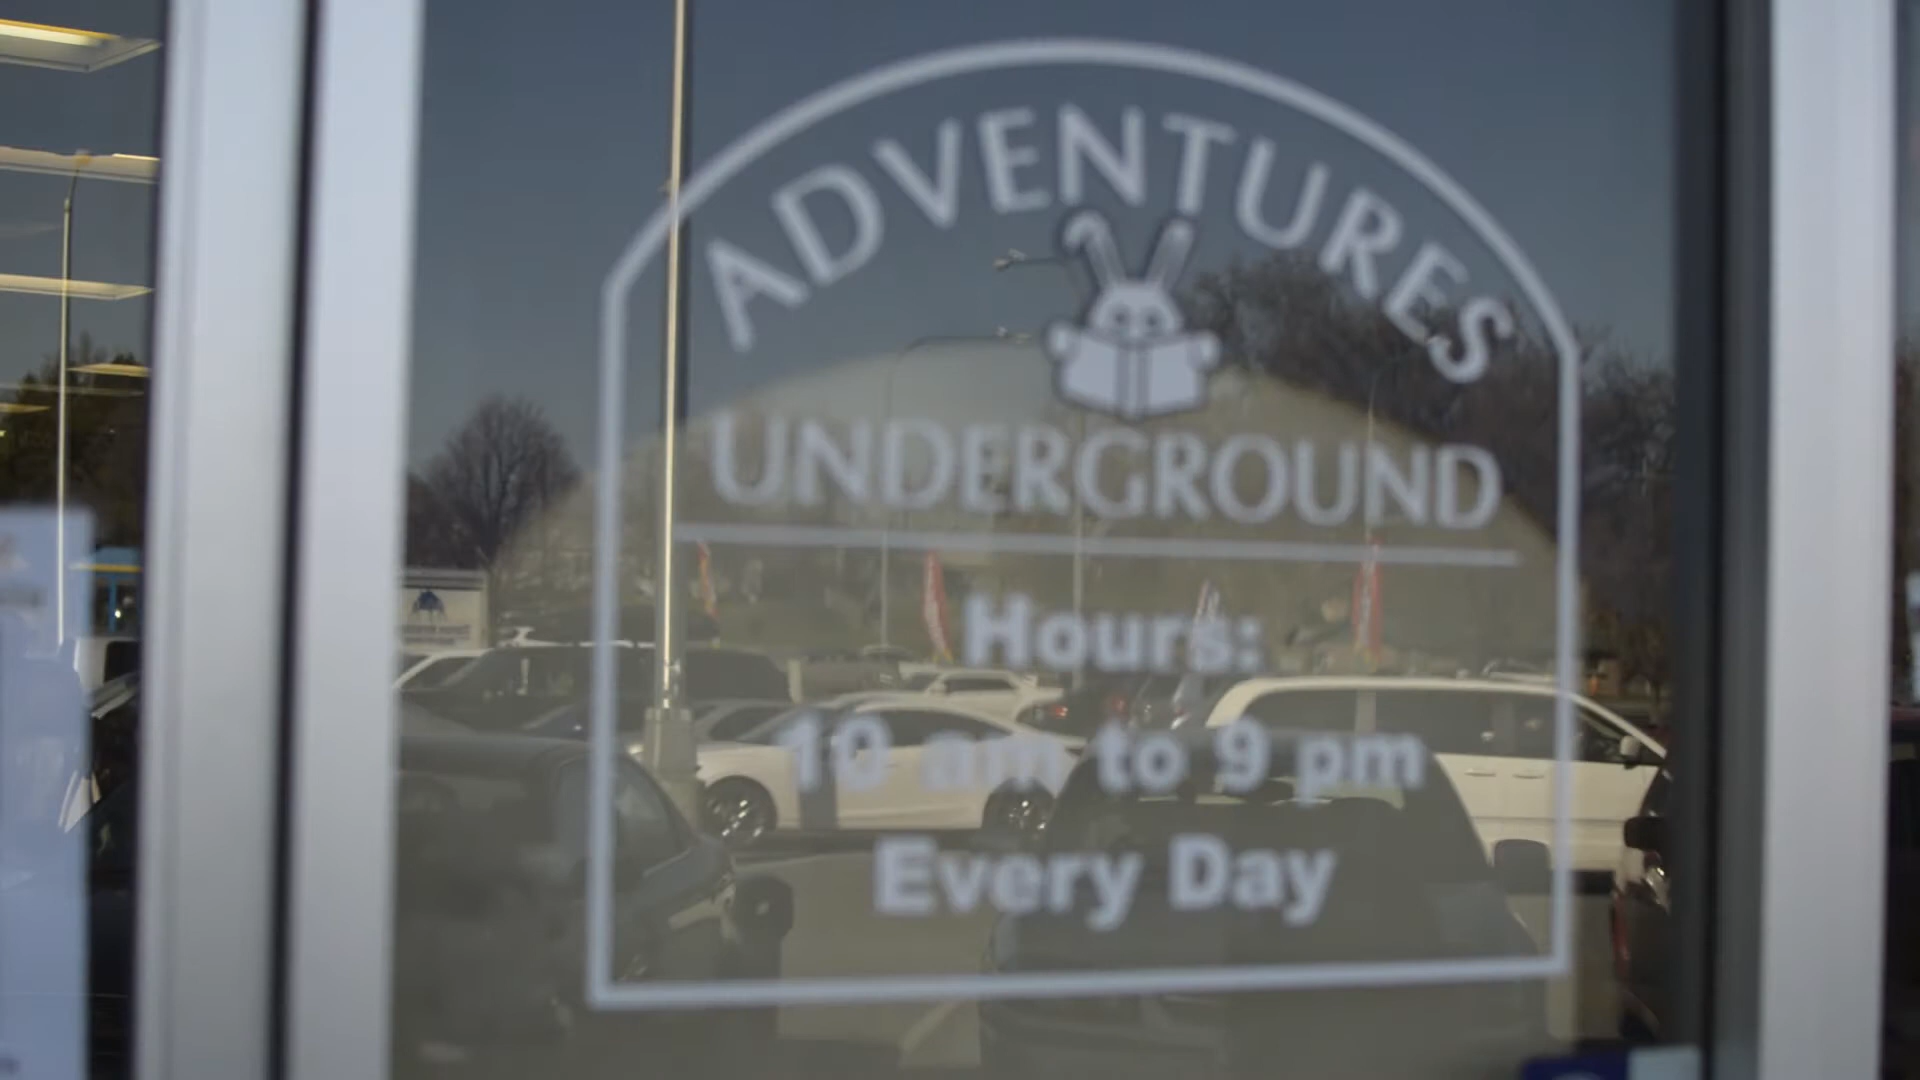 ADVENTURES
UNDERGROUND
Hours:
10 am to 9 pm
Every Day